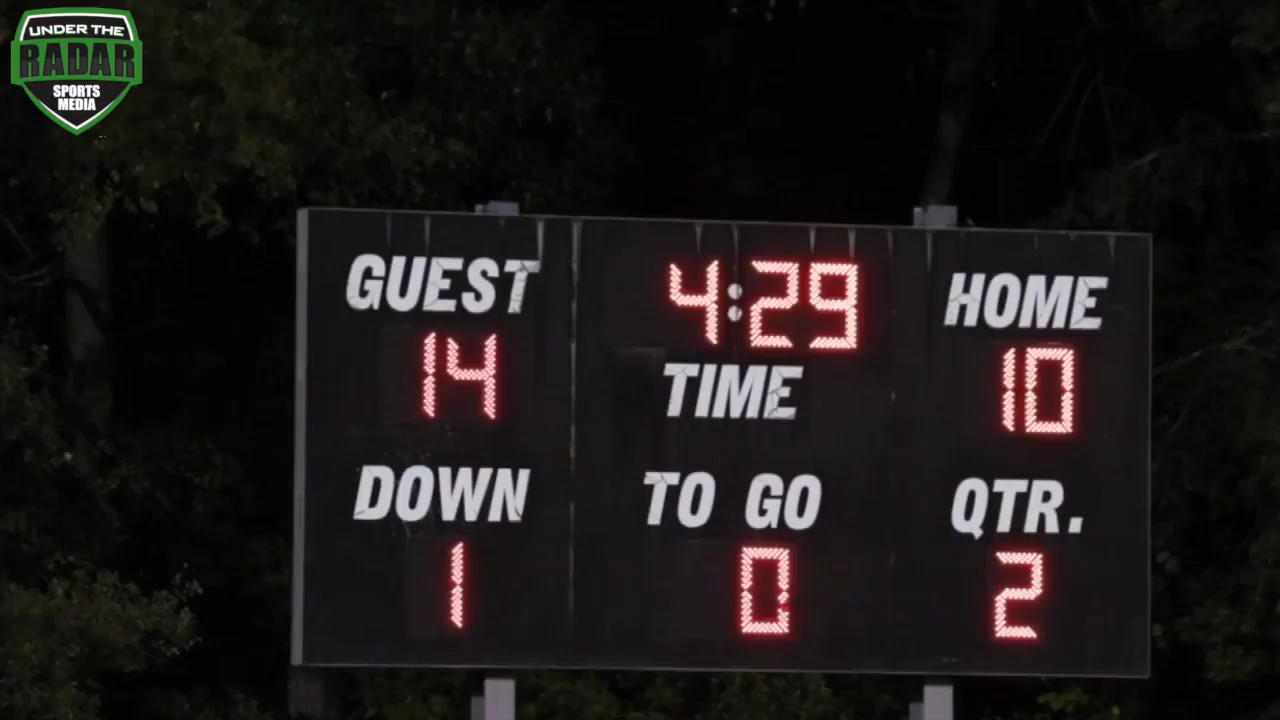 UNDER THE
RADAR
SPORTS
MEDIA
GUEST 4:29 HOME
14 TIME 10
DOWN TO GO QTR.
1 0 2